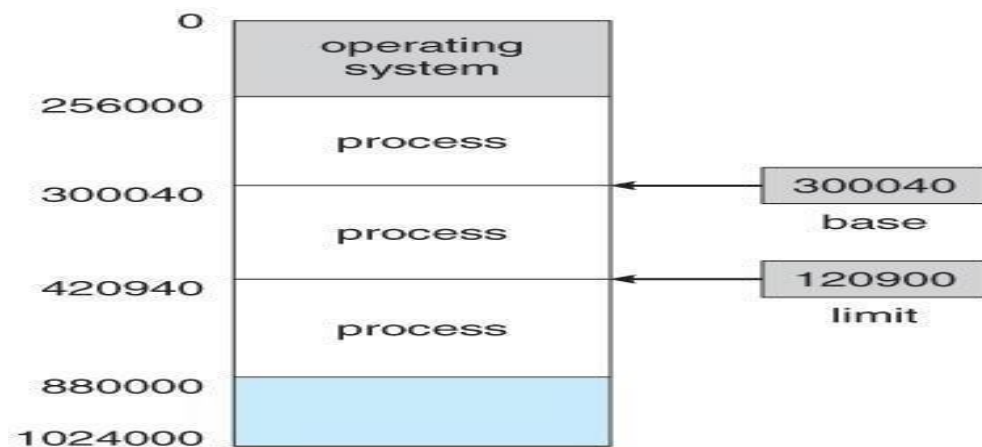 0
operating
system
256000
process
300040
300040
base
process
420940
120900
limit
process
880000
1024000